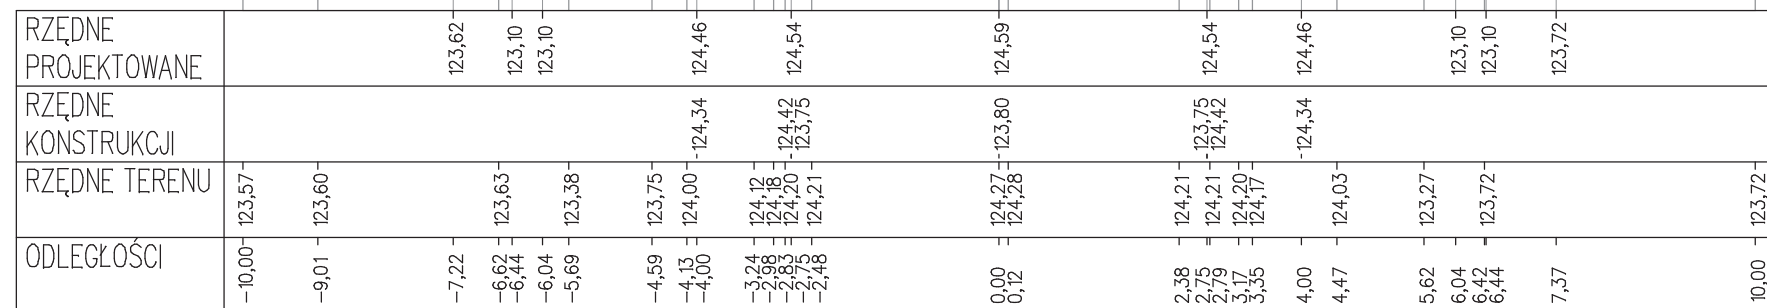 RZĘDNE
PROJEKTOWANE
123,62 123,10 123,10 124,46 124,54 124,59 124,54 124,46 123,10 123,10 123,72
RZĘDNE
KONSTRUKCJI
124,34 124,42 123,75 123,80 123,75 124,42 124,34
RZĘDNE TERENU
123,57 123,60 123,63 123,38 123,75 124,00 124,12 124,18 124,20 124,21 124,27 124,28 124,21 124,21 124,20 124,17 124,03 123,27 123,72 123,72
ODLEGŁOŚCI
-10,00 -9,01 -7,22 -6,62 -6,44 -6,04 -5,69 -4,59 -4,13 -4,00 -3,24 -2,98 -2,83 -2,75 -2,48 0,00 0,12 2,38 2,75 2,79 3,17 3,35 4,00 4,47 5,62 6,04 6,42 6,44 7,37 10,00